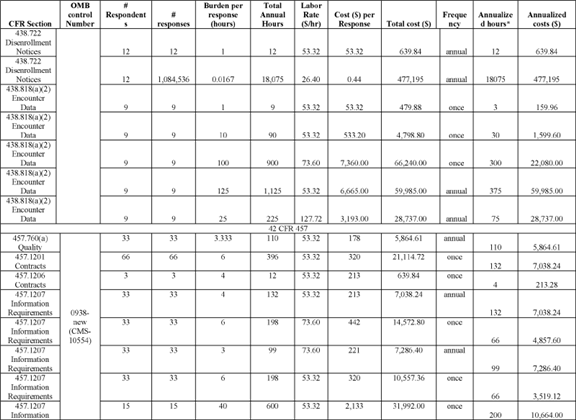 CFR Section | OMB control Number | # Respondent s | # responses | Burden per response (hours) | Total Annual Hours | Labor Rate ($/hr) | Cost ($) per Response | Total cost ($) | Freque ncy | Annualize d hours* | Annualized costs ($)
438.722 Disenrollment Notices | 12 | 12 | 1 | 12 | 53.32 | 53.32 | 639.84 | annual | 12 | 639.84
438.722 Disenrollment Notices | 12 | 1,084,536 | 0.0167 | 18,075 | 26.40 | 0.44 | 477,195 | annual | 18075 | 477,195
438.818(a)(2) Encounter Data | 9 | 9 | 1 | 9 | 53.32 | 53.32 | 479.88 | once | 3 | 159.96
438.818(a)(2) Encounter Data | 9 | 9 | 10 | 90 | 53.32 | 533.20 | 4,798.80 | once | 30 | 1,599.60
438.818(a)(2) Encounter Data | 9 | 9 | 100 | 900 | 73.60 | 7,360.00 | 66,240.00 | once | 300 | 22,080.00
438.818(a)(2) Encounter Data | 9 | 9 | 125 | 1,125 | 53.32 | 6,665.00 | 59,985.00 | annual | 375 | 59,985.00
438.818(a)(2) Encounter Data | 9 | 9 | 25 | 225 | 127.72 | 3,193.00 | 28,737.00 | annual | 75 | 28,737.00
42 CFR 457
457.760(a) Quality | 0938-new (CMS-10554) | 33 | 33 | 3.333 | 110 | 53.32 | 178 | 5,864.61 | annual | 110 | 5,864.61
457.1201 Contracts | 66 | 66 | 6 | 396 | 53.32 | 320 | 21,114.72 | once | 132 | 7,038.24
457.1206 Contracts | 3 | 3 | 4 | 12 | 53.32 | 213 | 639.84 | once | 4 | 213.28
457.1207 Information Requirements | 33 | 33 | 4 | 132 | 53.32 | 213 | 7,038.24 | annual | 132 | 7,038.24
457.1207 Information Requirements | 33 | 33 | 6 | 198 | 73.60 | 442 | 14,572.80 | once | 66 | 4,857.60
457.1207 Information Requirements | 33 | 33 | 3 | 99 | 73.60 | 221 | 7,286.40 | annual | 99 | 7,286.40
457.1207 Information Requirements | 33 | 33 | 6 | 198 | 53.32 | 320 | 10,557.36 | once | 66 | 3,519.12
457.1207 Information | 15 | 15 | 40 | 600 | 53.32 | 2,133 | 31,992.00 | once | 200 | 10,664.00